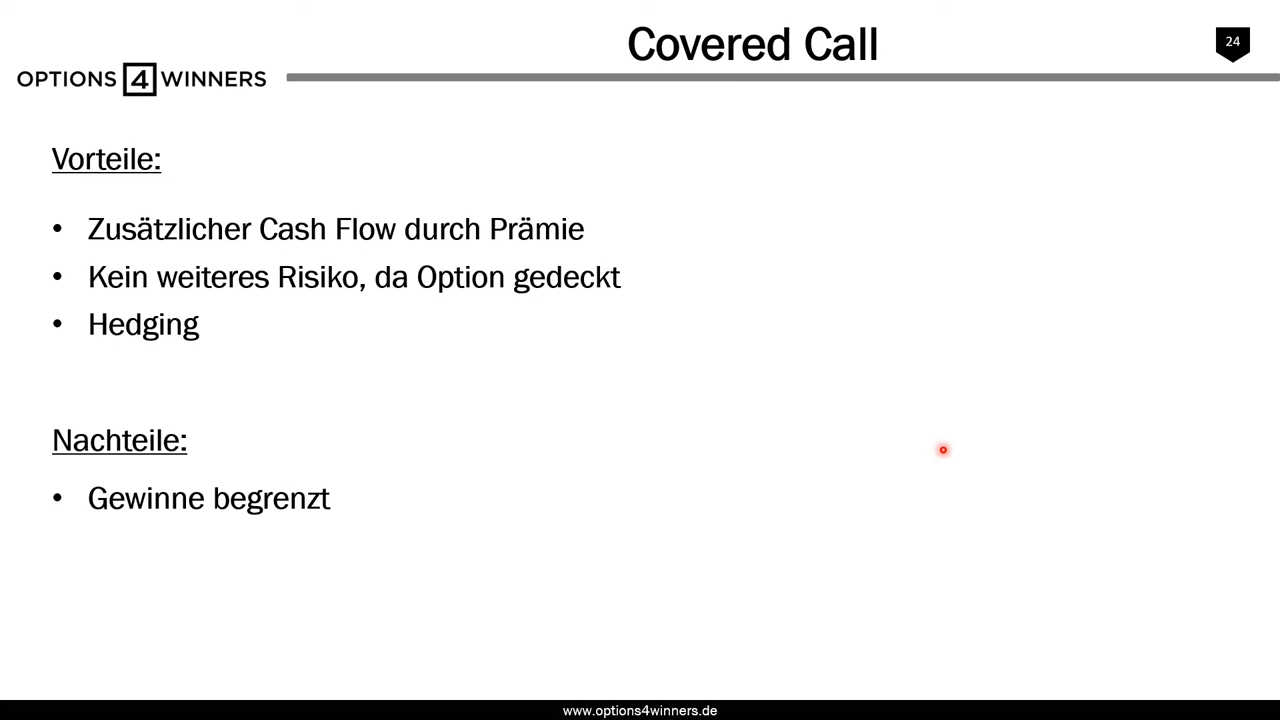 Covered Call
24
OPTIONS 4 WINNERS
Vorteile:
• Zusätzlicher Cash Flow durch Prämie
• Kein weiteres Risiko, da Option gedeckt
• Hedging
Nachteile:
• Gewinne begrenzt
www.options4winners.de